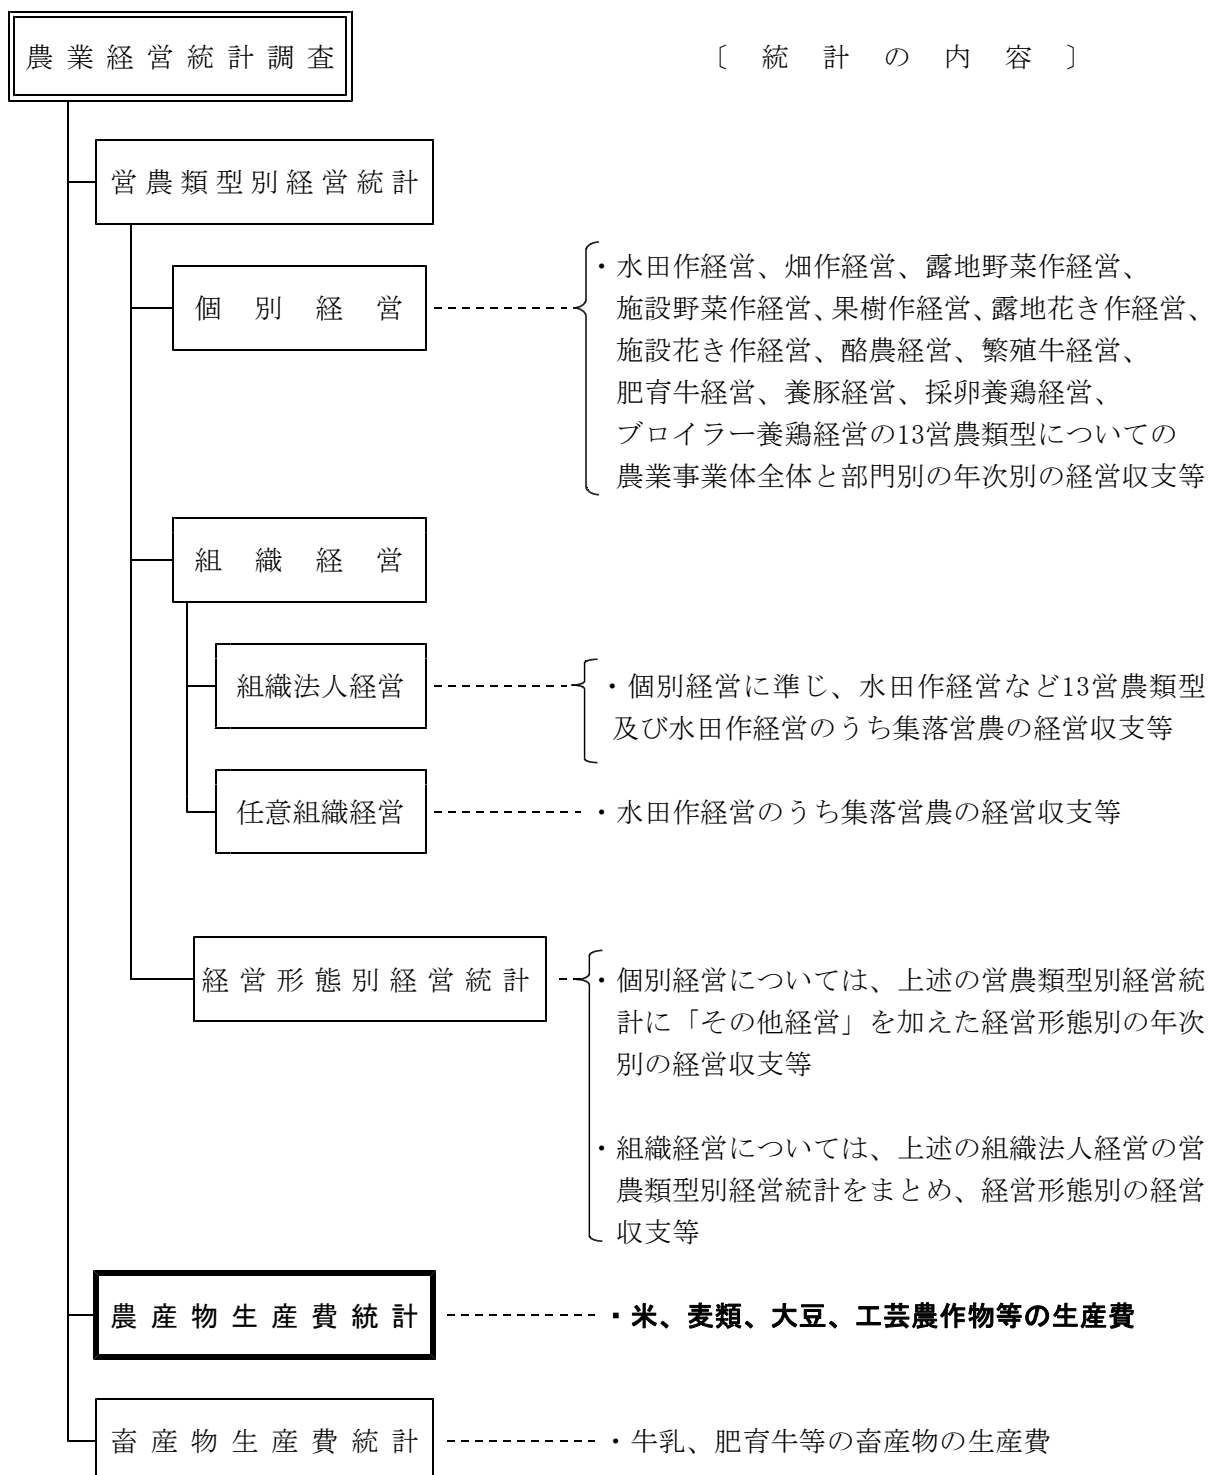 農業経営統計調査
〔統計の内容〕
営農類型別経営統計
個別経営
・水田作経営、畑作経営、露地野菜作経営、
施設野菜作経営、果樹作経営、露地花き作経営、
施設花き作経営、酪農経営、繁殖牛経営、
肥育牛経営、養豚経営、採卵養鶏経営、
ブロイラー養鶏経営の13営農類型についての
農業事業体全体と部門別の年次別の経営収支等
組織経営
組織法人経営
・個別経営に準じ、水田作経営など13営農類型
及び水田作経営のうち集落営農の経営収支等
任意組織経営
・水田作経営のうち集落営農の経営収支等
経営形態別経営統計
・個別経営については、上述の営農類型別経営統
計に「その他経営」を加えた経営形態別の年次
別の経営収支等
・組織経営については、上述の組織法人経営の営
農類型別経営統計をまとめ、経営形態別の経営
収支等
農産物生産費統計
・米、麦類、大豆、工芸農作物等の生産費
畜産物生産費統計
・牛乳、肥育牛等の畜産物の生産費